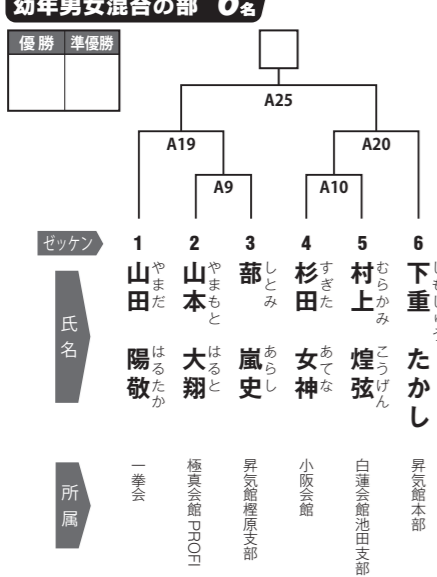 幼年男女混合の部 6名
優勝 準優勝
A25
A19 A20
A9 A10
ゼッケン 1 2 3 4 5 6
氏名
山田 陽敬
やまだ はるたか
山本 大翔
やまもと はると
蔀 嵐史
しとみ あらし
杉田 女神
すぎた あてな
村上 煌弦
むらかみ こうげん
下重 たかし
しもじゅう
所属
一拳会
極真会館 PROFI
昇気館樫原支部
小阪会館
白蓮会館池田支部
昇気館本部